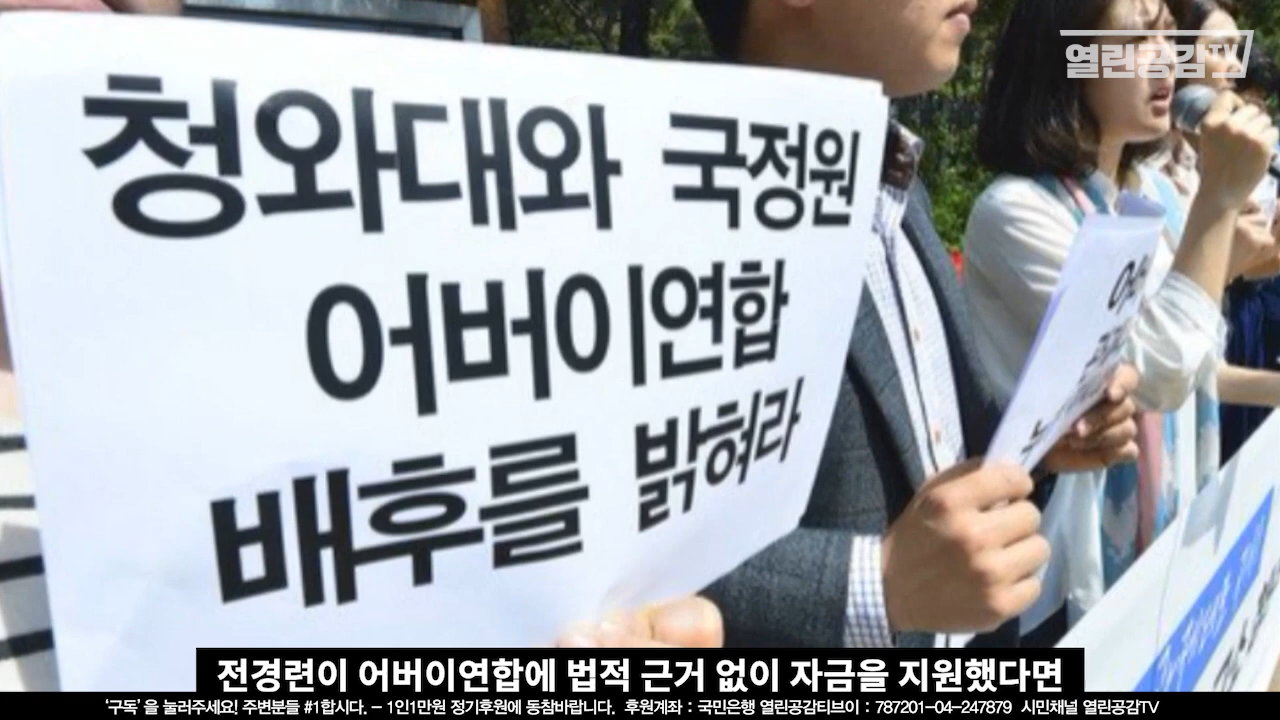 열린공감TV
청와대와 국정원
어버이연합
배후를 밝혀라
전경련이 어버이연합에 법적 근거 없이 자금을 지원했다면
‘구독’을 눌러주세요! 주변분들 #1합시다. - 1인1만원 정기후원에 동참바랍니다. 후원계좌 : 국민은행 열린공감티브이 : 787201-04-247879 시민채널 열린공감TV